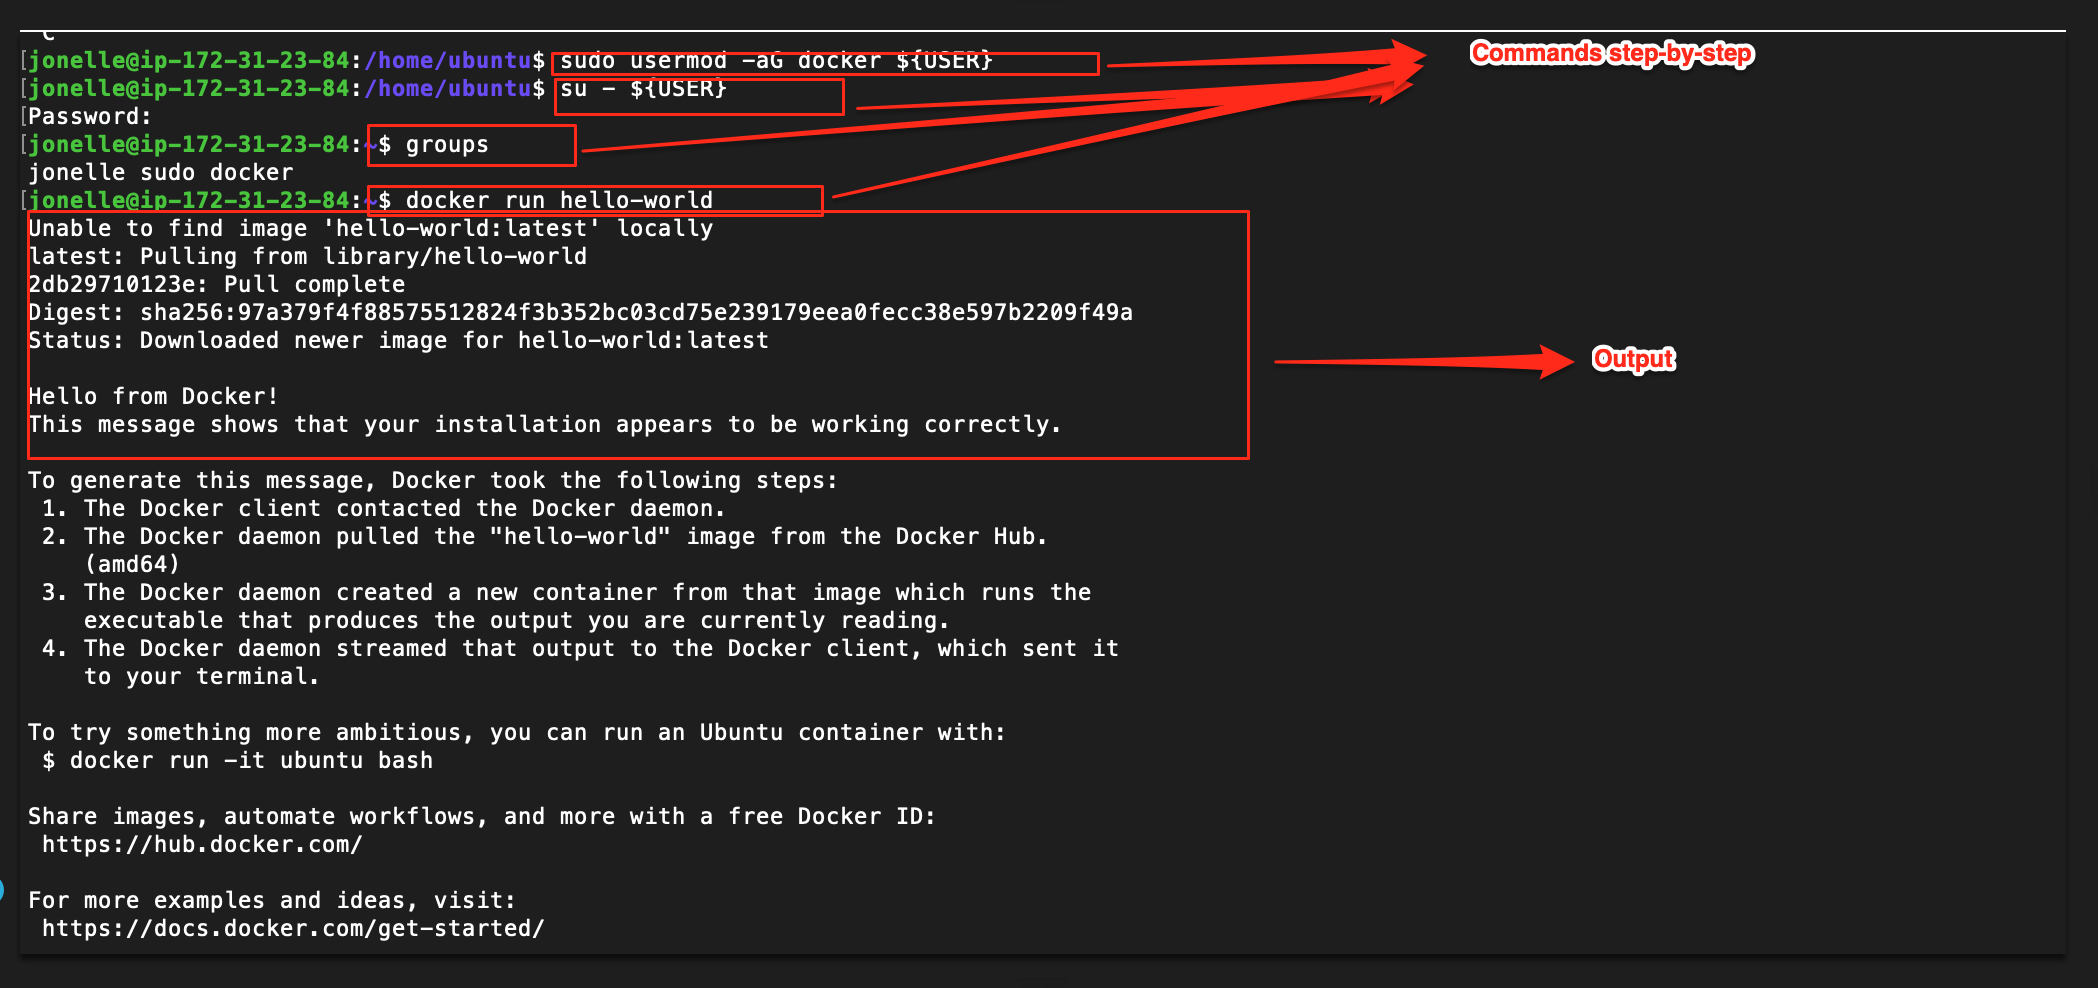 C
jonelle@ip-172-31-23-84:/home/ubuntu$ sudo usermod -aG docker ${USER}
Commands step-by-step
jonelle@ip-172-31-23-84:/home/ubuntu$ su - ${USER}
Password:
jonelle@ip-172-31-23-84:~$ groups
jonelle sudo docker
jonelle@ip-172-31-23-84:~$ docker run hello-world
Unable to find image 'hello-world:latest' locally
latest: Pulling from library/hello-world
2db29710123e: Pull complete
Digest: sha256:97a379f4f88575512824f3b352bc03cd75e239179eea0fecc38e597b2209f49a
Status: Downloaded newer image for hello-world:latest
Output
Hello from Docker!
This message shows that your installation appears to be working correctly.
To generate this message, Docker took the following steps:
1. The Docker client contacted the Docker daemon.
2. The Docker daemon pulled the "hello-world" image from the Docker Hub.
(amd64)
3. The Docker daemon created a new container from that image which runs the
executable that produces the output you are currently reading.
4. The Docker daemon streamed that output to the Docker client, which sent it
to your terminal.
To try something more ambitious, you can run an Ubuntu container with:
$ docker run -it ubuntu bash
Share images, automate workflows, and more with a free Docker ID:
https://hub.docker.com/
For more examples and ideas, visit:
https://docs.docker.com/get-started/